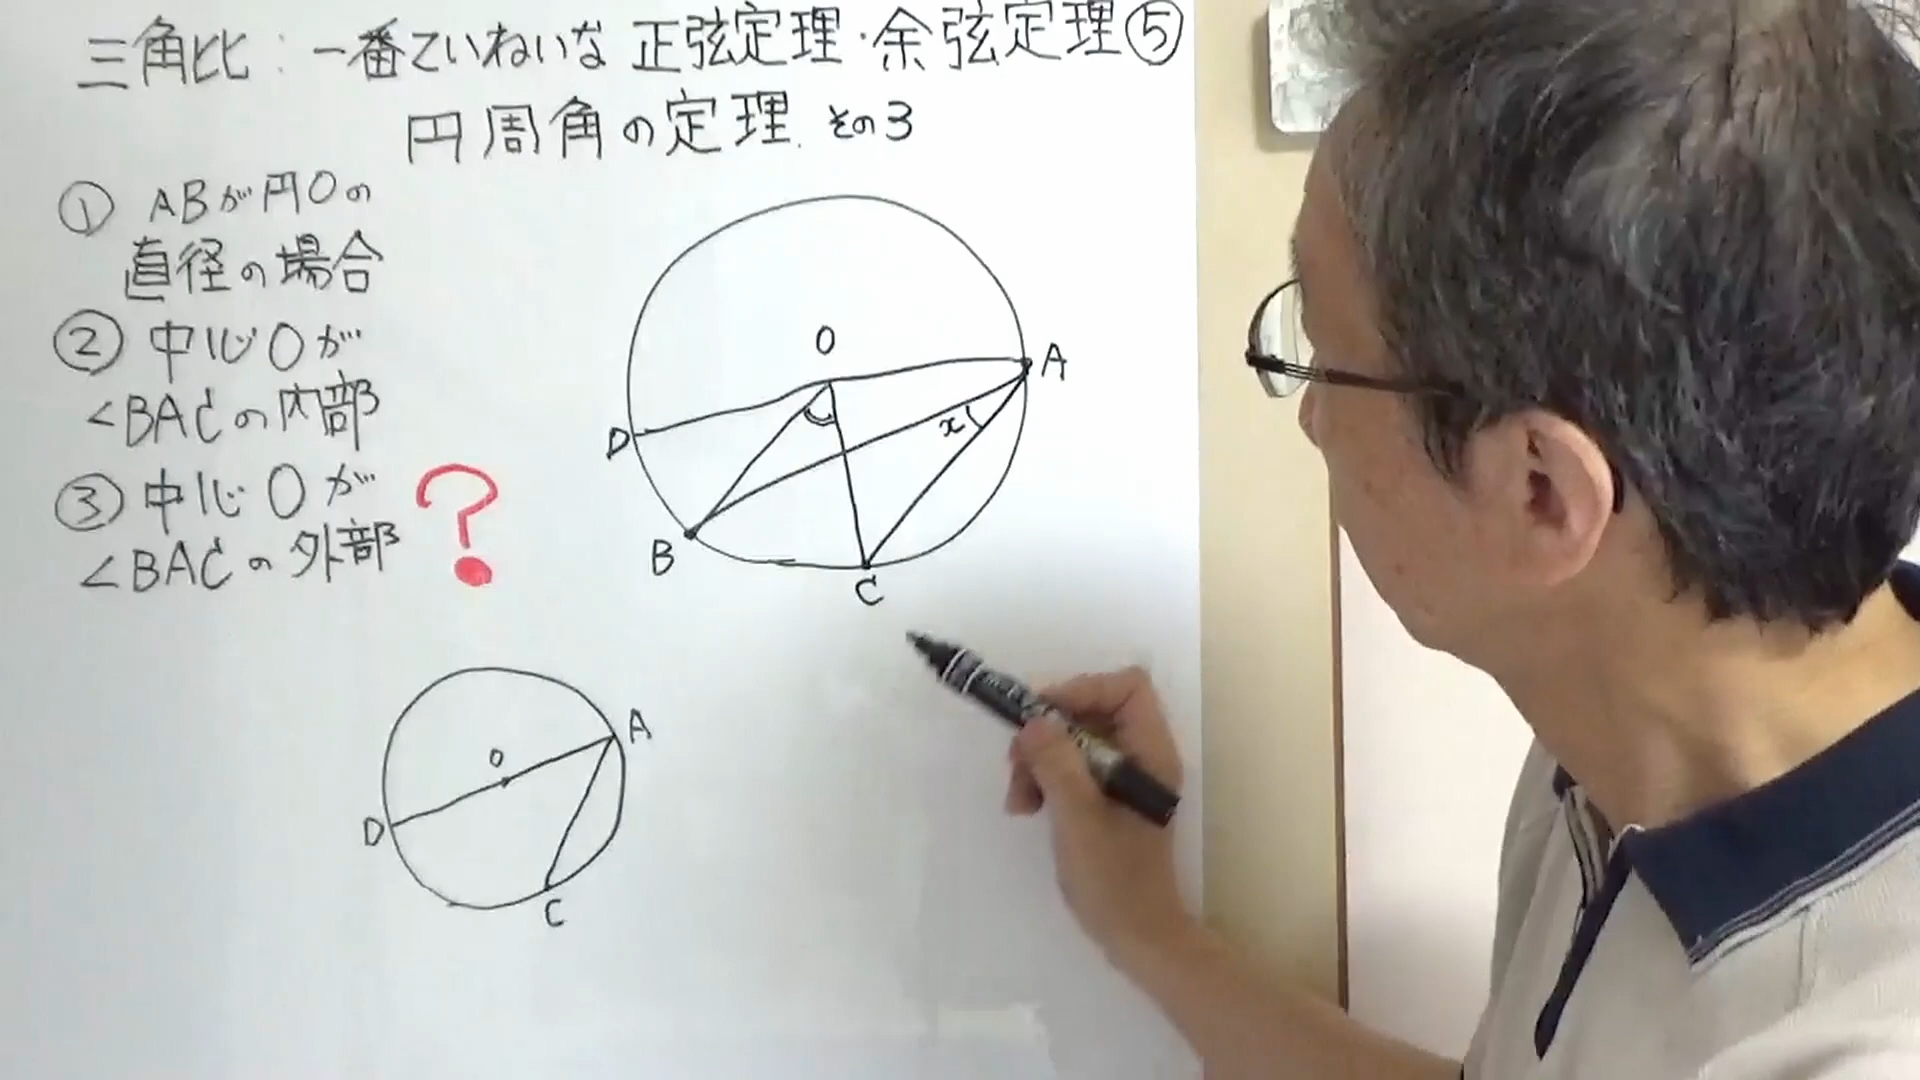 三角比:一番ていねいな 正弦定理・余弦定理⑤
円周角の定理 その3
① ABが円Oの
直径の場合
② 中心Oが
∠BACの内部
③ 中心Oが
∠BACの外部
?
O
A
D
x
B
C
A
O
D
C